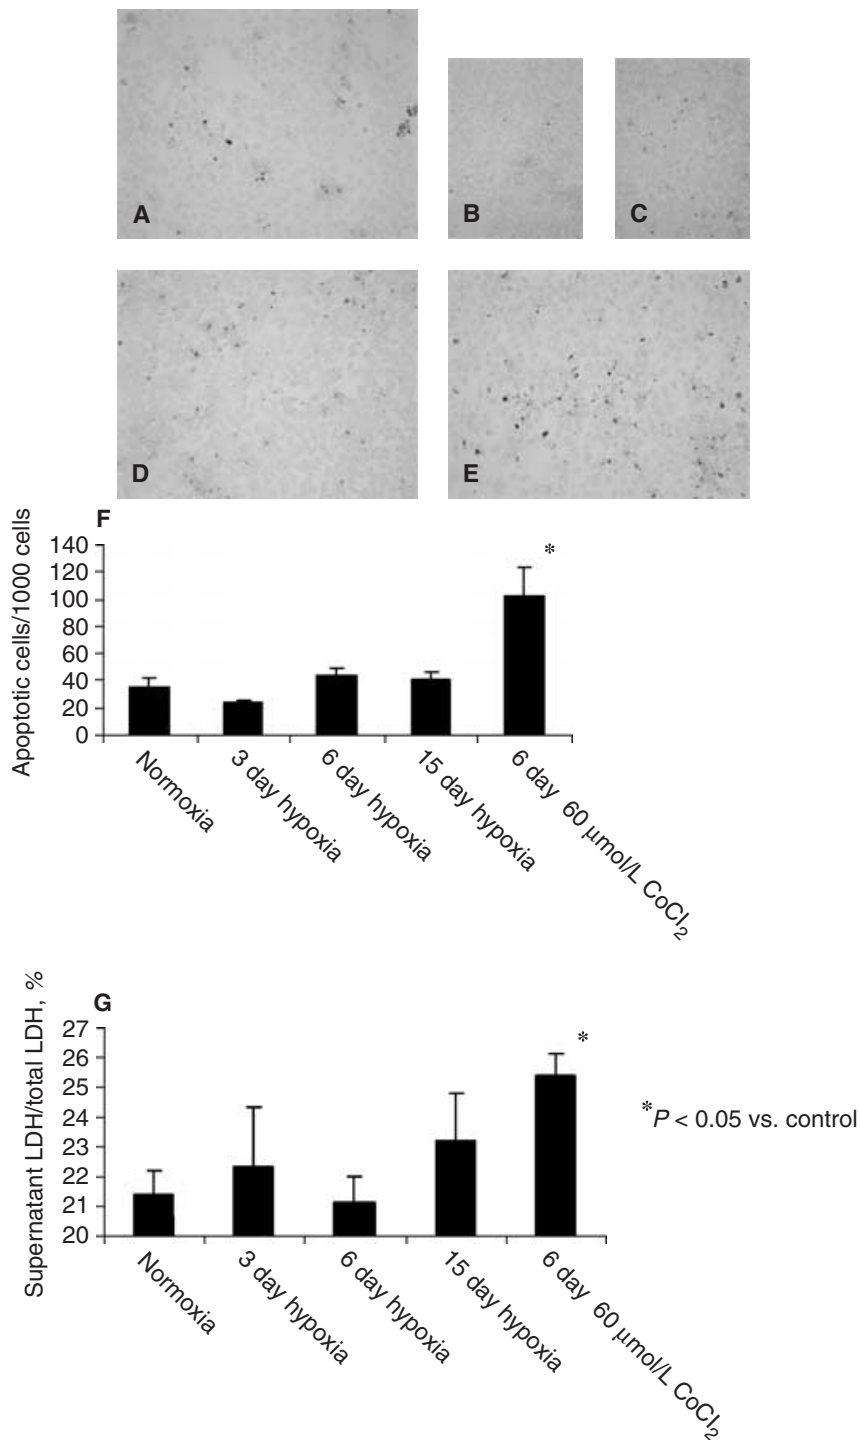 A
B
C
D
E
F
Apoptotic cells/1000 cells
140
120
100
80
60
40
20
0
*
Normoxia
3 day hypoxia
6 day hypoxia
15 day hypoxia
6 day 60 μmol/L CoCl₂
G
Supernatant LDH/total LDH, %
27
26
25
24
23
22
21
20
*
*P < 0.05 vs. control
Normoxia
3 day hypoxia
6 day hypoxia
15 day hypoxia
6 day 60 μmol/L CoCl₂